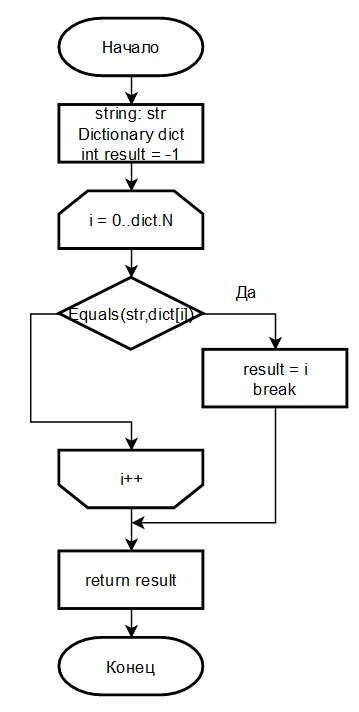 Начало
string: str
Dictionary dict
int result = -1
i = 0..dict.N
Equals(str,dict[i])
Да
result = i
break
i++
return result
Конец